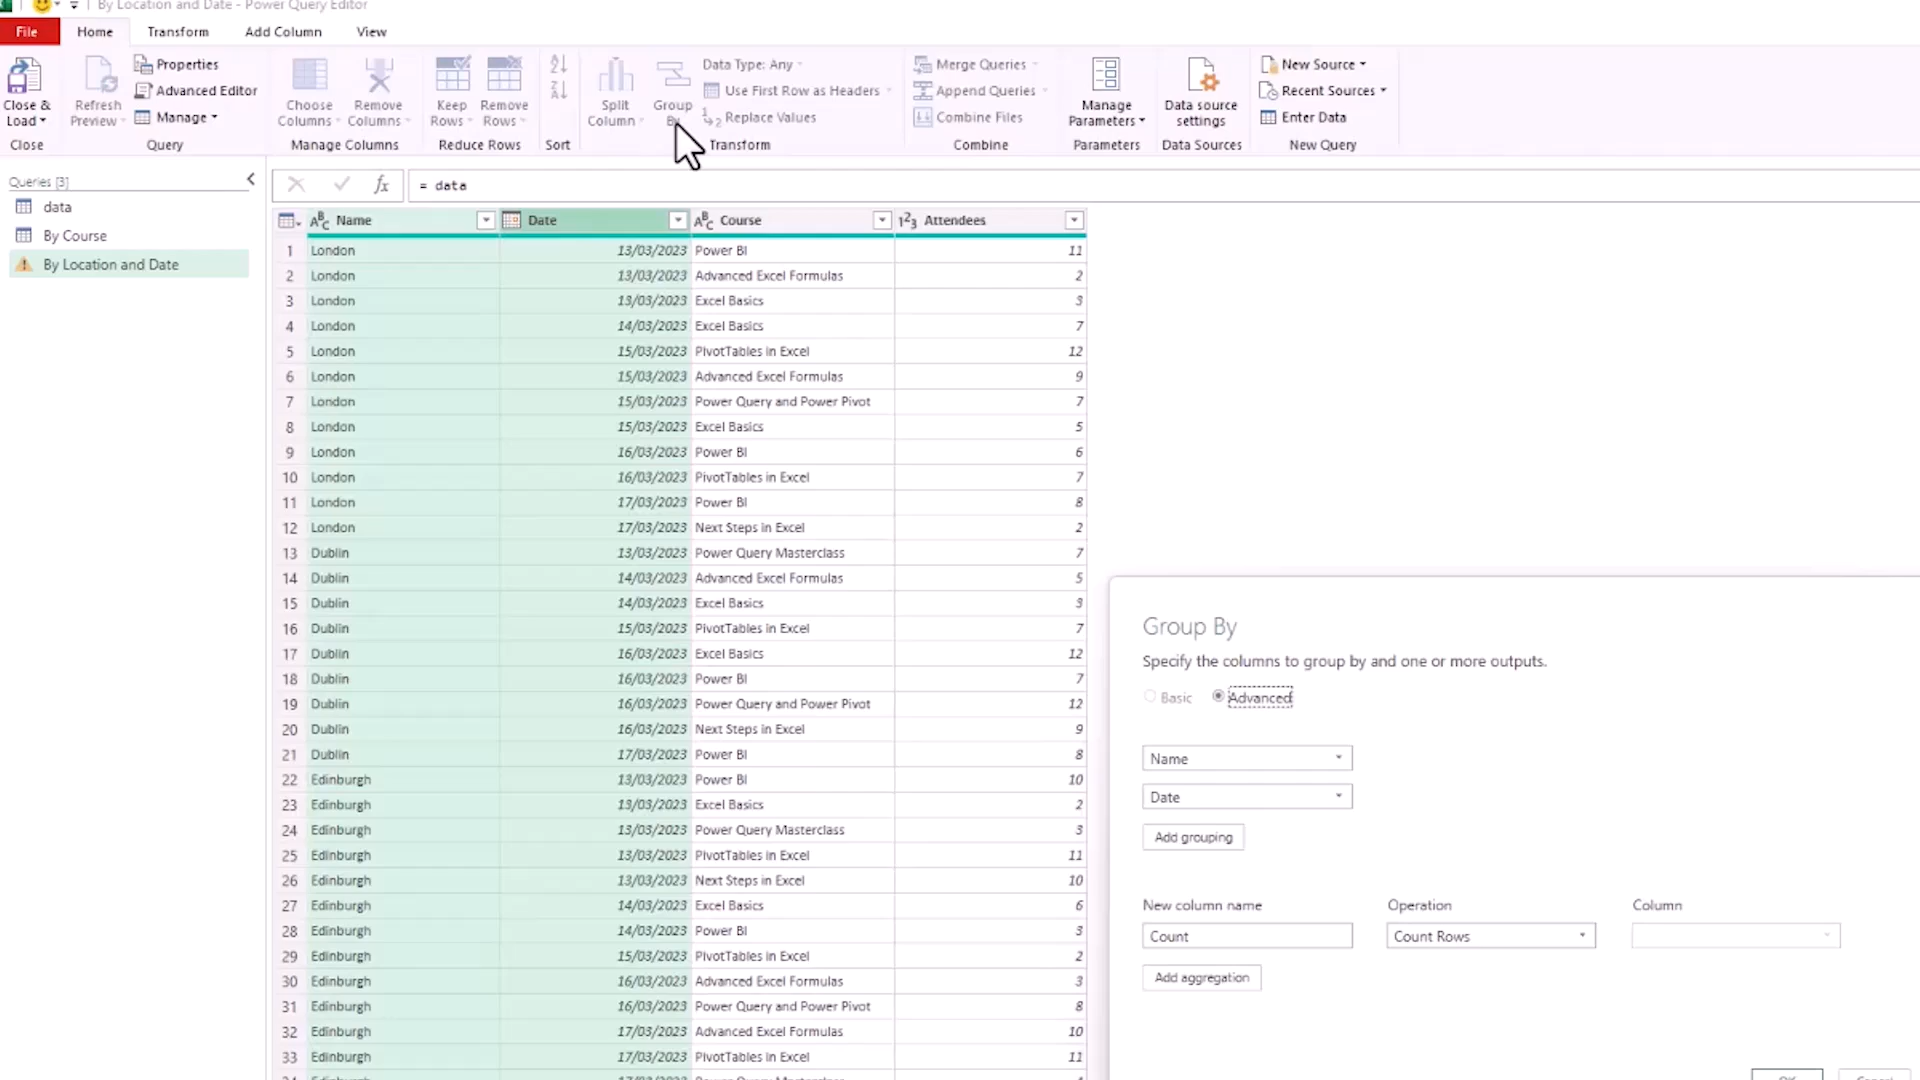 By Location and Date - Power Query Editor
File Home Transform Add Column View
Close & Load
Refresh Preview
Properties
Advanced Editor
Manage
Choose Columns
Remove Columns
Keep Rows
Remove Rows
Split Column
Group By
Data Type: Any
Use First Row as Headers
Replace Values
Merge Queries
Append Queries
Combine Files
Manage Parameters
Data source settings
New Source
Recent Sources
Enter Data
Close Query Manage Columns Reduce Rows Sort Transform Combine Parameters Data Sources New Query
Queries [3]
data
By Course
By Location and Date
fx = data
Name Date Course Attendees
1 London 13/03/2023 Power BI 11
2 London 13/03/2023 Advanced Excel Formulas 2
3 London 13/03/2023 Excel Basics 3
4 London 14/03/2023 Excel Basics 7
5 London 15/03/2023 PivotTables in Excel 12
6 London 15/03/2023 Advanced Excel Formulas 9
7 London 15/03/2023 Power Query and Power Pivot 7
8 London 15/03/2023 Excel Basics 5
9 London 16/03/2023 Power BI 6
10 London 16/03/2023 PivotTables in Excel 7
11 London 17/03/2023 Power BI 8
12 London 17/03/2023 Next Steps in Excel 2
13 Dublin 13/03/2023 Power Query Masterclass 7
14 Dublin 14/03/2023 Advanced Excel Formulas 5
15 Dublin 14/03/2023 Excel Basics 3
16 Dublin 15/03/2023 PivotTables in Excel 7
17 Dublin 16/03/2023 Excel Basics 12
18 Dublin 16/03/2023 Power BI 7
19 Dublin 16/03/2023 Power Query and Power Pivot 12
20 Dublin 16/03/2023 Next Steps in Excel 9
21 Dublin 17/03/2023 Power BI 8
22 Edinburgh 13/03/2023 Power BI 10
23 Edinburgh 13/03/2023 Excel Basics 2
24 Edinburgh 13/03/2023 Power Query Masterclass 3
25 Edinburgh 13/03/2023 PivotTables in Excel 11
26 Edinburgh 13/03/2023 Next Steps in Excel 10
27 Edinburgh 14/03/2023 Excel Basics 6
28 Edinburgh 14/03/2023 Power BI 3
29 Edinburgh 15/03/2023 PivotTables in Excel 2
30 Edinburgh 16/03/2023 Advanced Excel Formulas 3
31 Edinburgh 16/03/2023 Power Query and Power Pivot 8
32 Edinburgh 17/03/2023 Advanced Excel Formulas 10
33 Edinburgh 17/03/2023 PivotTables in Excel 11
Group By
Specify the columns to group by and one or more outputs.
Basic Advanced
Name
Date
Add grouping
New column name Operation Column
Count Count Rows
Add aggregation